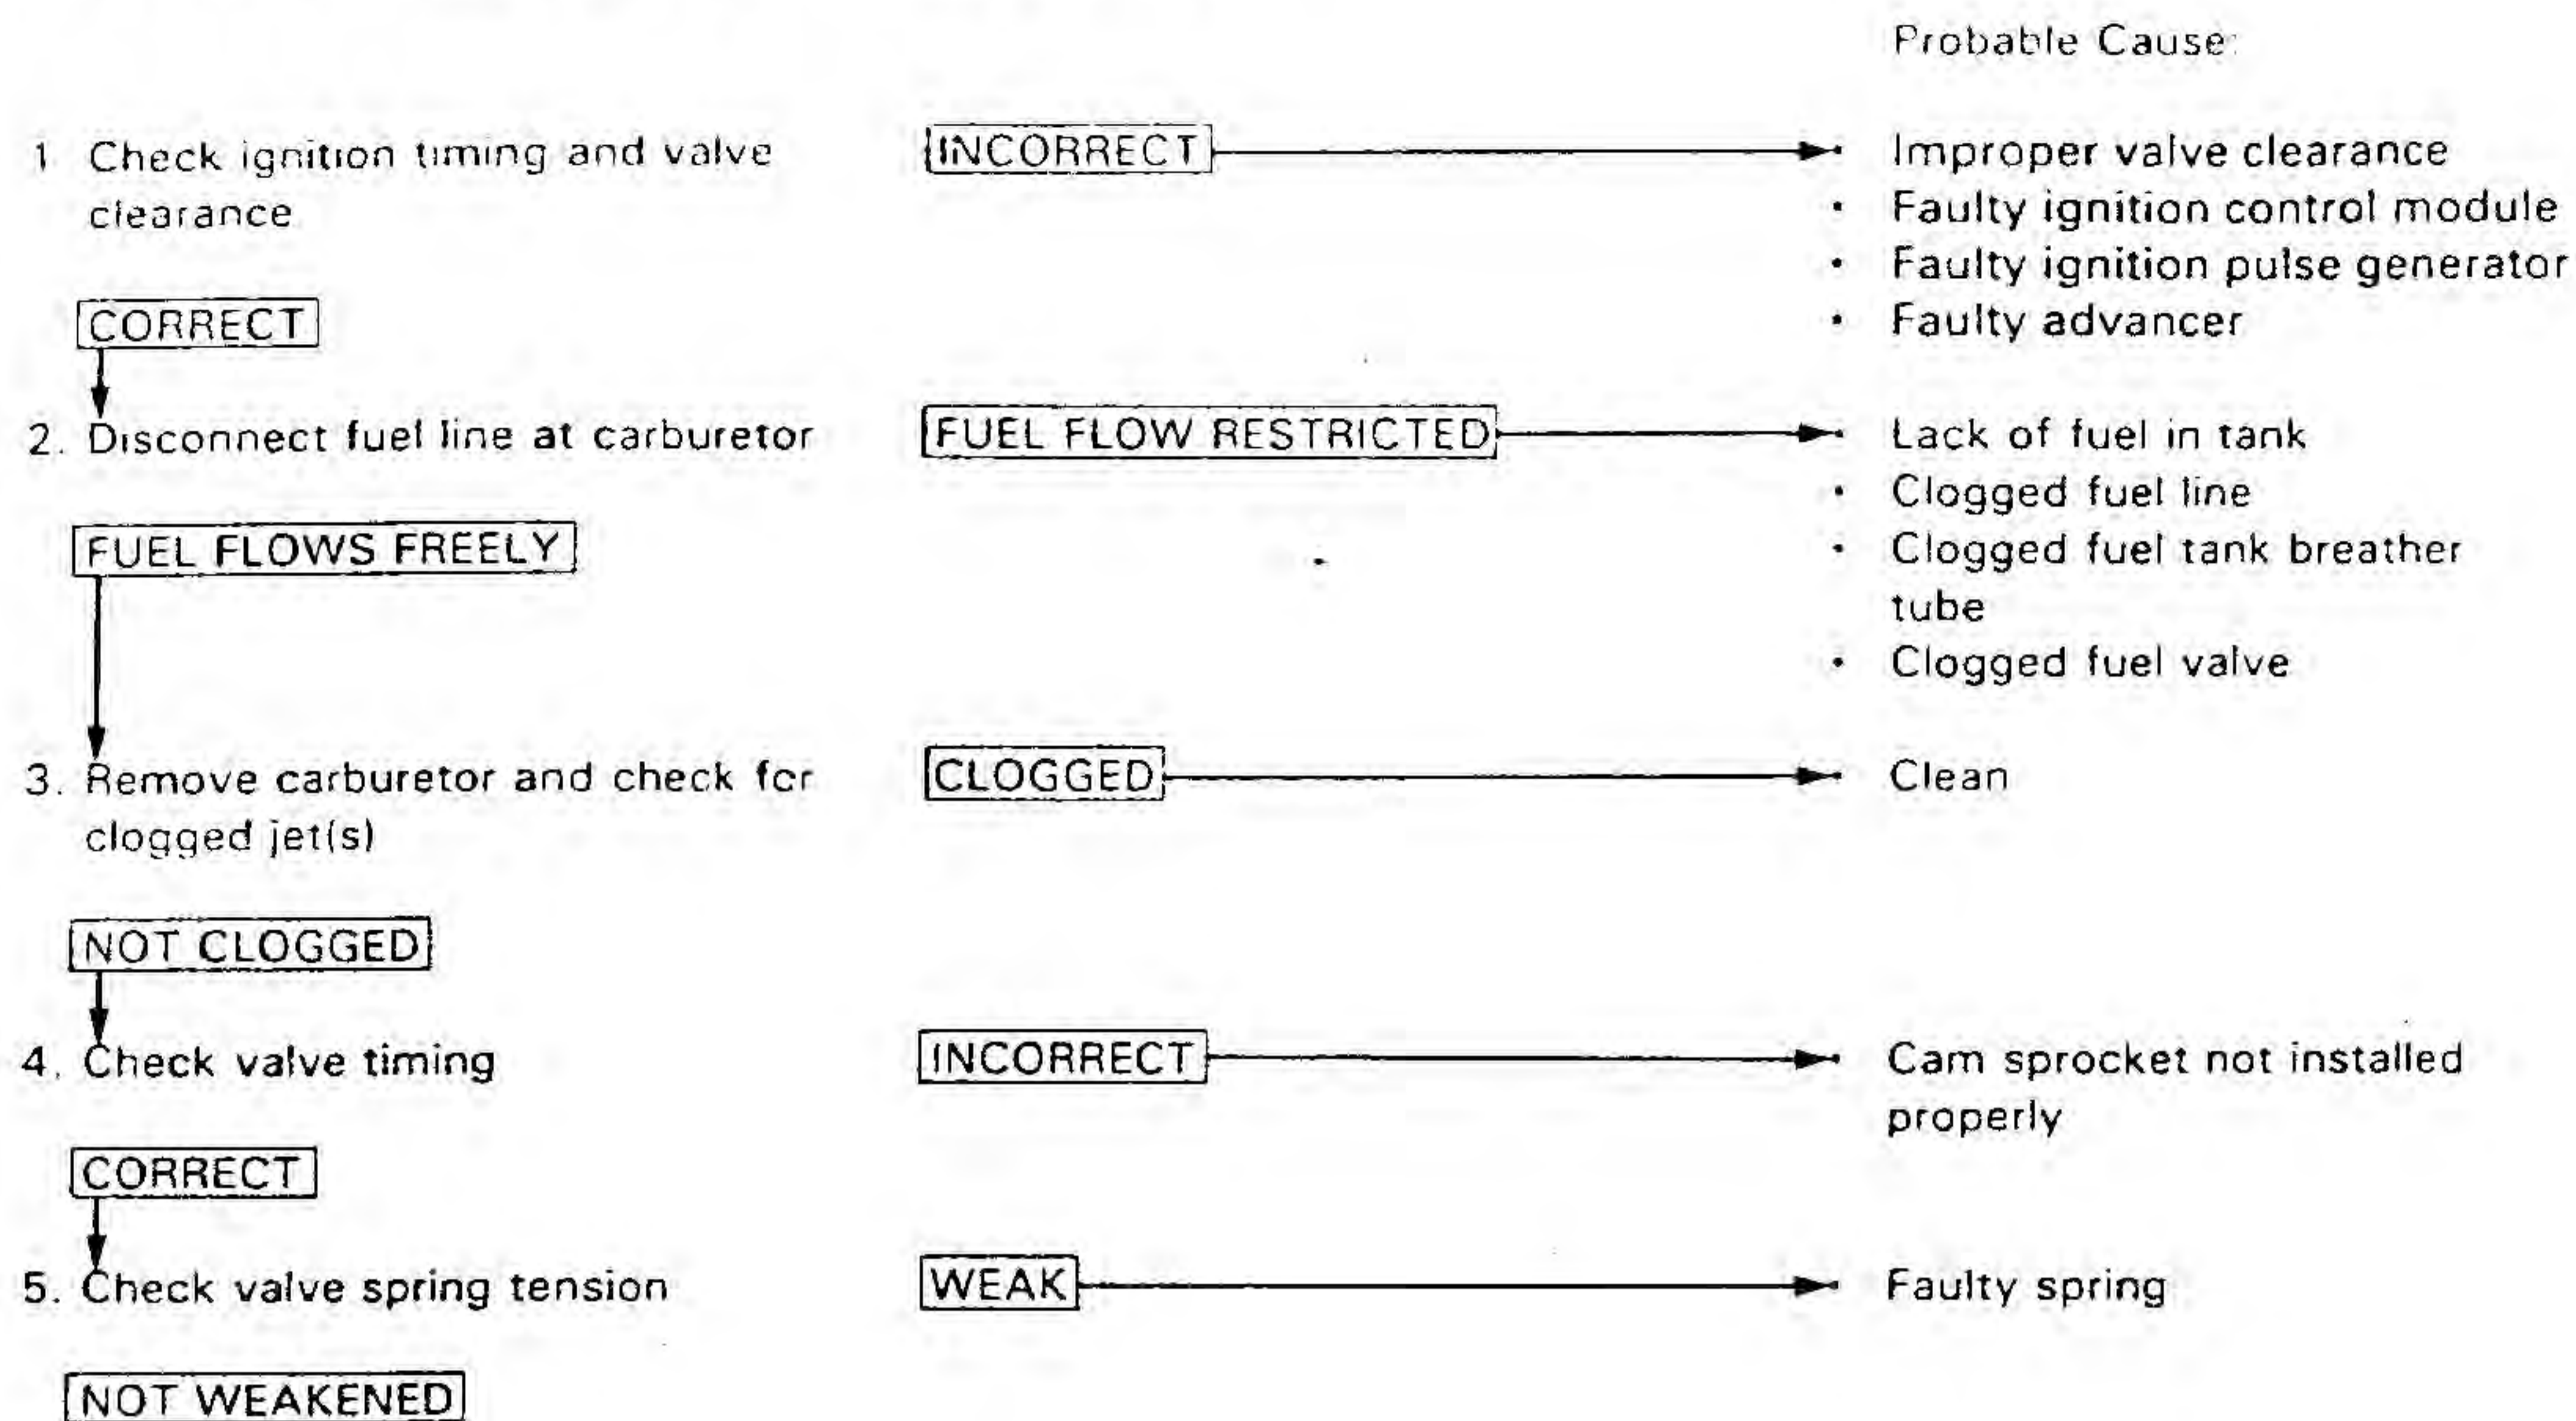 Probable Cause:
1 Check ignition timing and valve
clearance
INCORRECT
• Improper valve clearance
• Faulty ignition control module
• Faulty ignition pulse generator
• Faulty advancer
CORRECT
2. Disconnect fuel line at carburetor
FUEL FLOW RESTRICTED
• Lack of fuel in tank
• Clogged fuel line
• Clogged fuel tank breather
tube
• Clogged fuel valve
FUEL FLOWS FREELY
3. Remove carburetor and check for
clogged jet(s)
CLOGGED
• Clean
NOT CLOGGED
4. Check valve timing
INCORRECT
• Cam sprocket not installed
properly
CORRECT
5. Check valve spring tension
WEAK
• Faulty spring
NOT WEAKENED